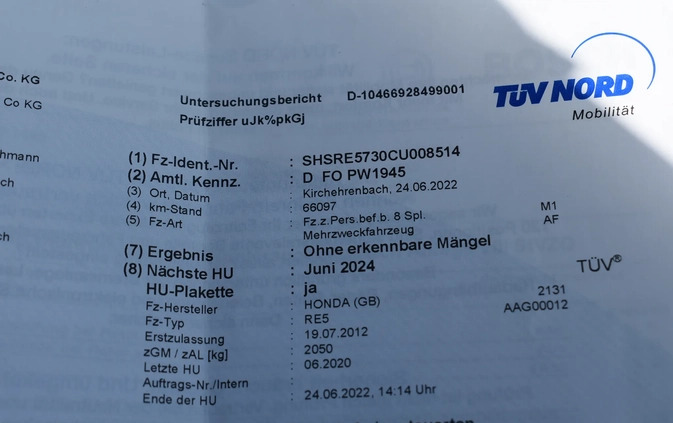 Co. KG
Co KG
hmann
ch
h
TÜV NORD
Mobilität
Untersuchungsbericht D-10466928499001
Prüfziffer uJk%pkGj
(1) Fz-Ident.-Nr. : SHSRE5730CU008514
(2) Amtl. Kennz. : D FO PW1945
(3) Ort, Datum : Kirchehrenbach, 24.06.2022
(4) km-Stand : 66097
(5) Fz-Art : Fz.z.Pers.bef.b. 8 Spl. M1
Mehrzweckfahrzeug AF
(7) Ergebnis : Ohne erkennbare Mängel
(8) Nächste HU : Juni 2024
TÜV®
HU-Plakette : ja
Fz-Hersteller : HONDA (GB) 2131
Fz-Typ : RE5 AAG00012
Erstzulassung : 19.07.2012
zGM / zAL [kg] : 2050
Letzte HU : 06.2020
Auftrags-Nr./Intern :
Ende der HU : 24.06.2022, 14:14 Uhr